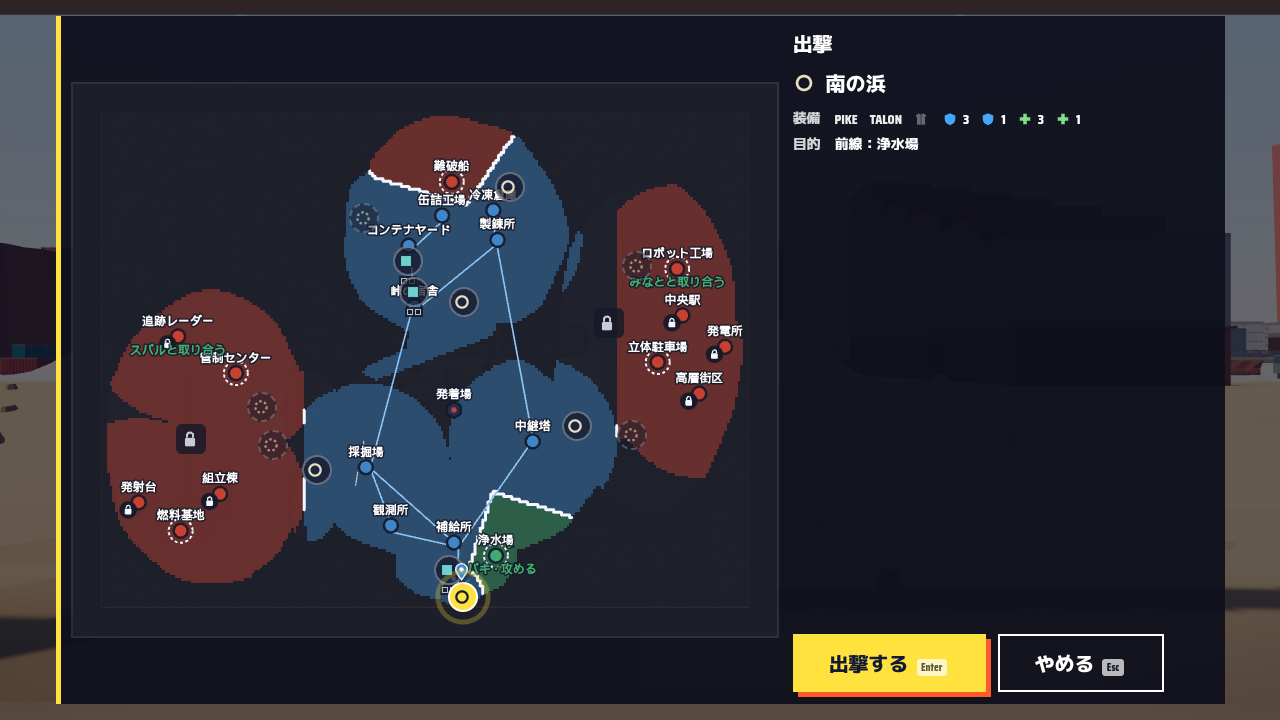 出撃
南の浜
装備 PIKE TALON 3 1 3 1
目的 前線：浄水場
難破船
冷凍倉
缶詰工場
製錬所
コンテナヤード
ロボット工場
みなとと取り合う
中央駅
追跡レーダー
発電所
スバルと取り合う
管制センター
立体駐車場
高層街区
発着場
中継塔
採掘場
組立棟
発射台
観測所
燃料基地
補給所
浄水場
バギ・攻める
出撃する Enter
やめる Esc